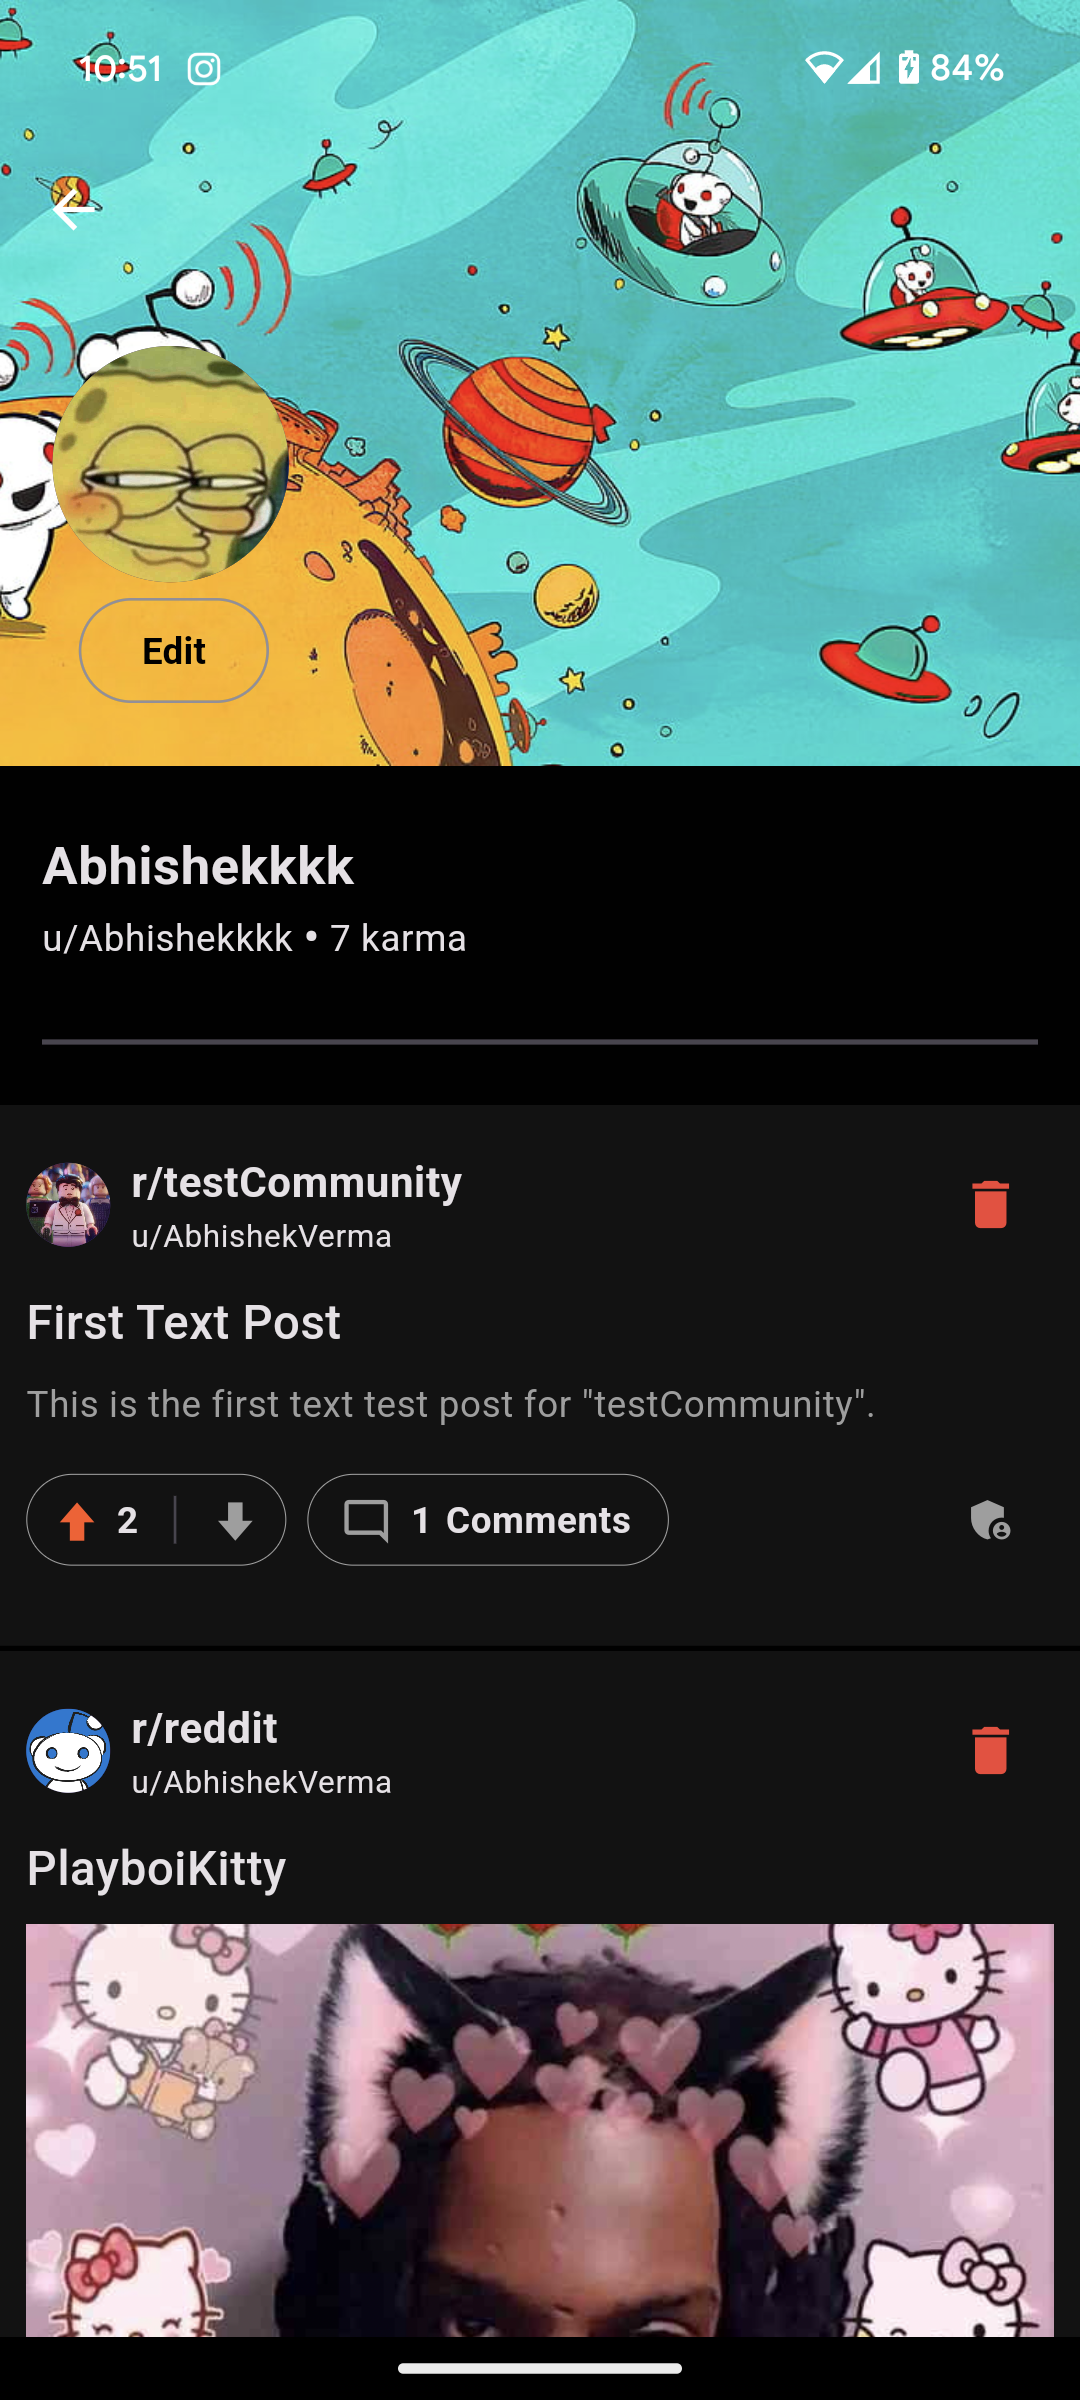 10:51 84%
Edit
Abhishekkkk
u/Abhishekkkk • 7 karma
r/testCommunity
u/AbhishekVerma
First Text Post
This is the first text test post for "testCommunity".
2 1 Comments
r/reddit
u/AbhishekVerma
PlayboiKitty